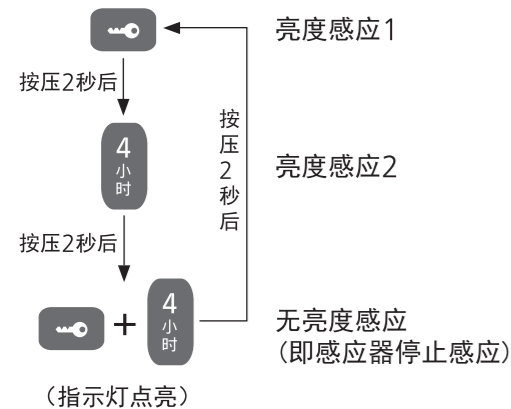 亮度感应1
按压2秒后
4
小
时
亮度感应2
按
压
2
秒
后
按压2秒后
+
4
小
时
无亮度感应
(即感应器停止感应)
(指示灯点亮)